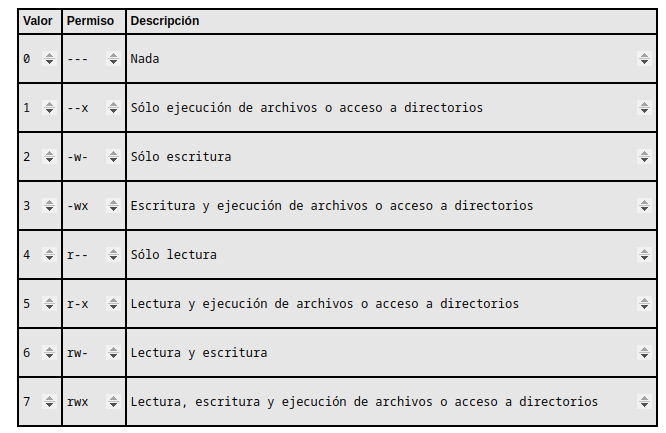 Valor Permiso Descripción
0 --- Nada
1 --x Sólo ejecución de archivos o acceso a directorios
2 -w- Sólo escritura
3 -wx Escritura y ejecución de archivos o acceso a directorios
4 r-- Sólo lectura
5 r-x Lectura y ejecución de archivos o acceso a directorios
6 rw- Lectura y escritura
7 rwx Lectura, escritura y ejecución de archivos o acceso a directorios